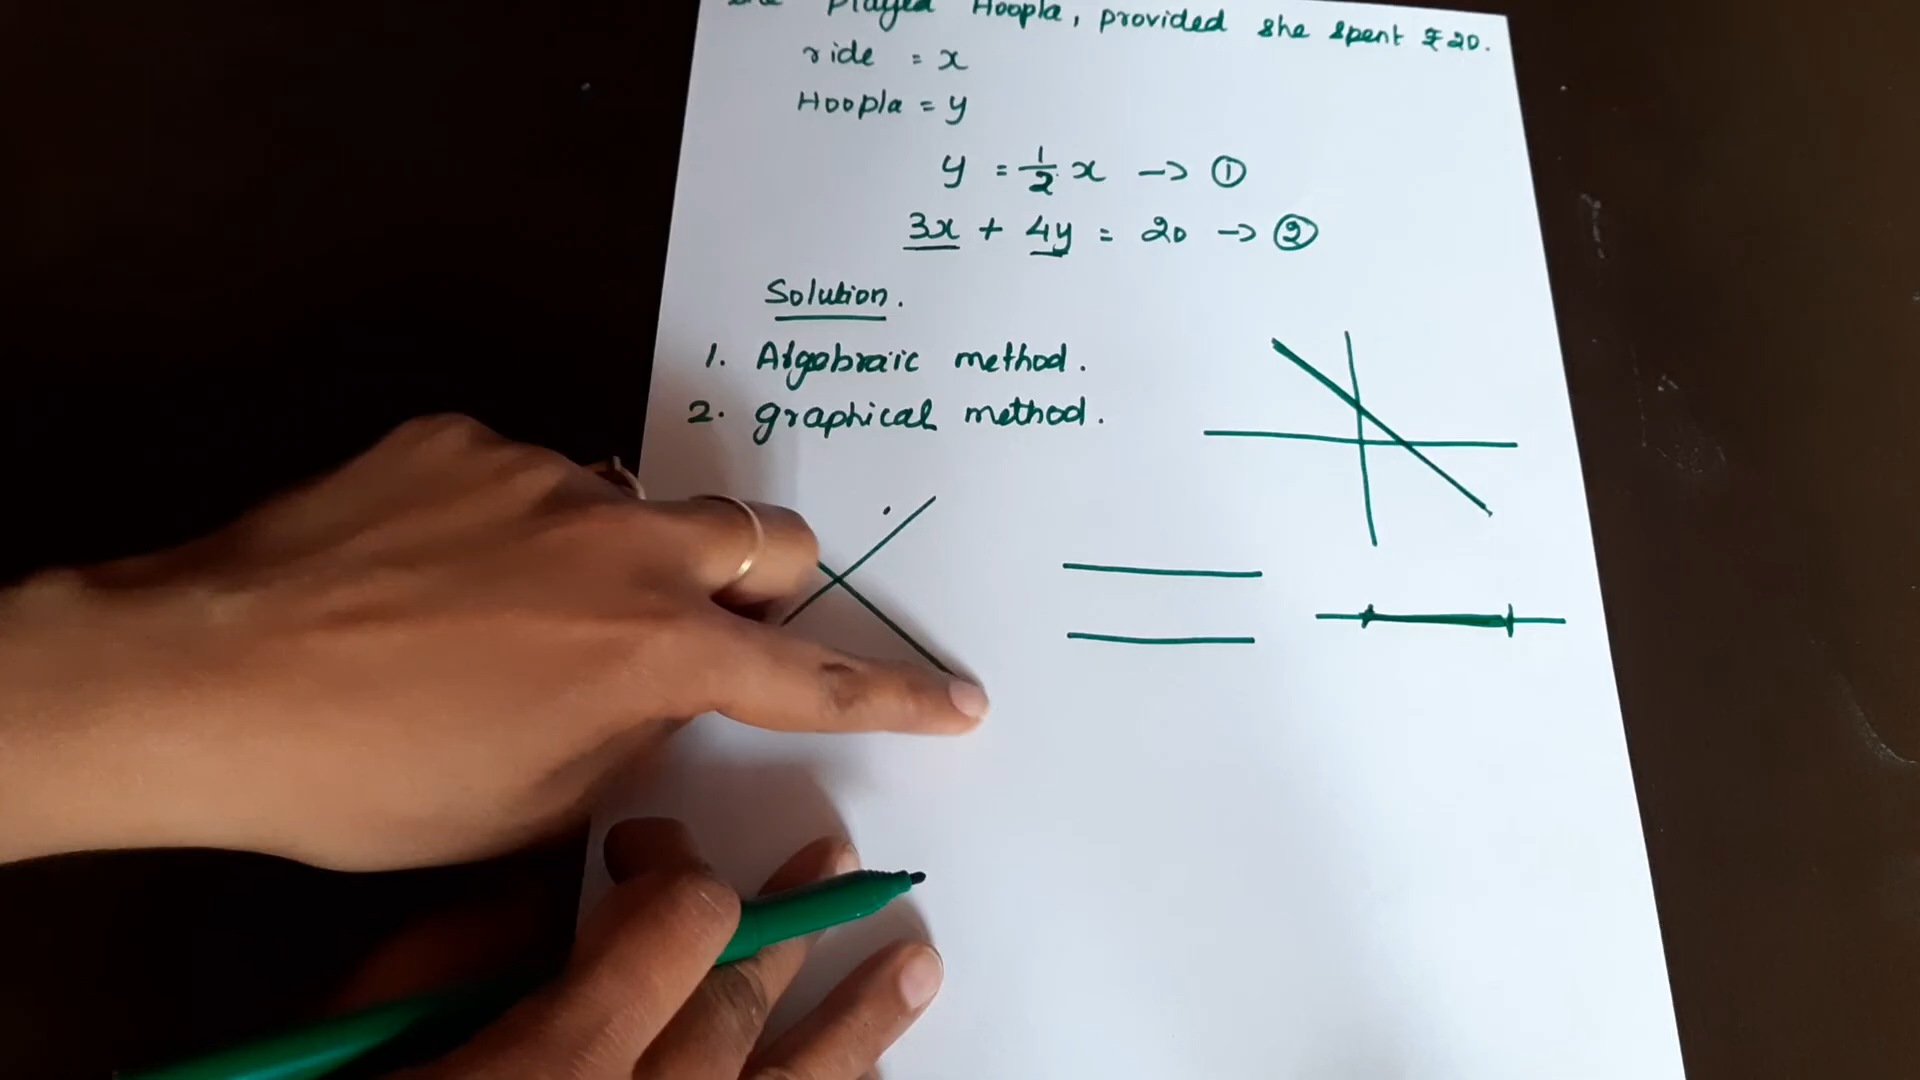 Played Hoopla, provided she spent ₹20.
ride = x
Hoopla = y
y = 1/2 x -> ①
3x + 4y = 20 -> ②
Solution.
1. Algebraic method.
2. graphical method.